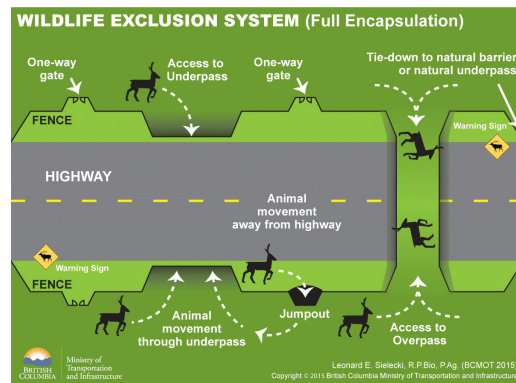 WILDLIFE EXCLUSION SYSTEM (Full Encapsulation)
One-way
gate
Access to
Underpass
One-way
gate
Tie-down to natural barrier
or natural underpass
FENCE
FENCE
Warning Sign
HIGHWAY
Animal
movement
away from highway
Warning Sign
FENCE
Jumpout
Animal
movement
through underpass
Access to
Overpass
BRITISH
COLUMBIA
Ministry of
Transportation
and Infrastructure
Leonard E. Sielecki, R.P.Bio, P.Ag. (BCMOT 2015)
Copyright © 2015 British Columbia Ministry of Transportation and Infrastructure